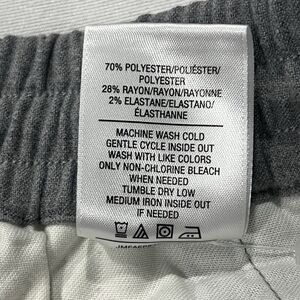 70% POLYESTER/POLIÉSTER/
POLYESTER
28% RAYON/RAYON/RAYONNE
2% ELASTANE/ELASTANO/
ÉLASTHANNE
MACHINE WASH COLD
GENTLE CYCLE INSIDE OUT
WASH WITH LIKE COLORS
ONLY NON-CHLORINE BLEACH
WHEN NEEDED
TUMBLE DRY LOW
MEDIUM IRON INSIDE OUT
IF NEEDED